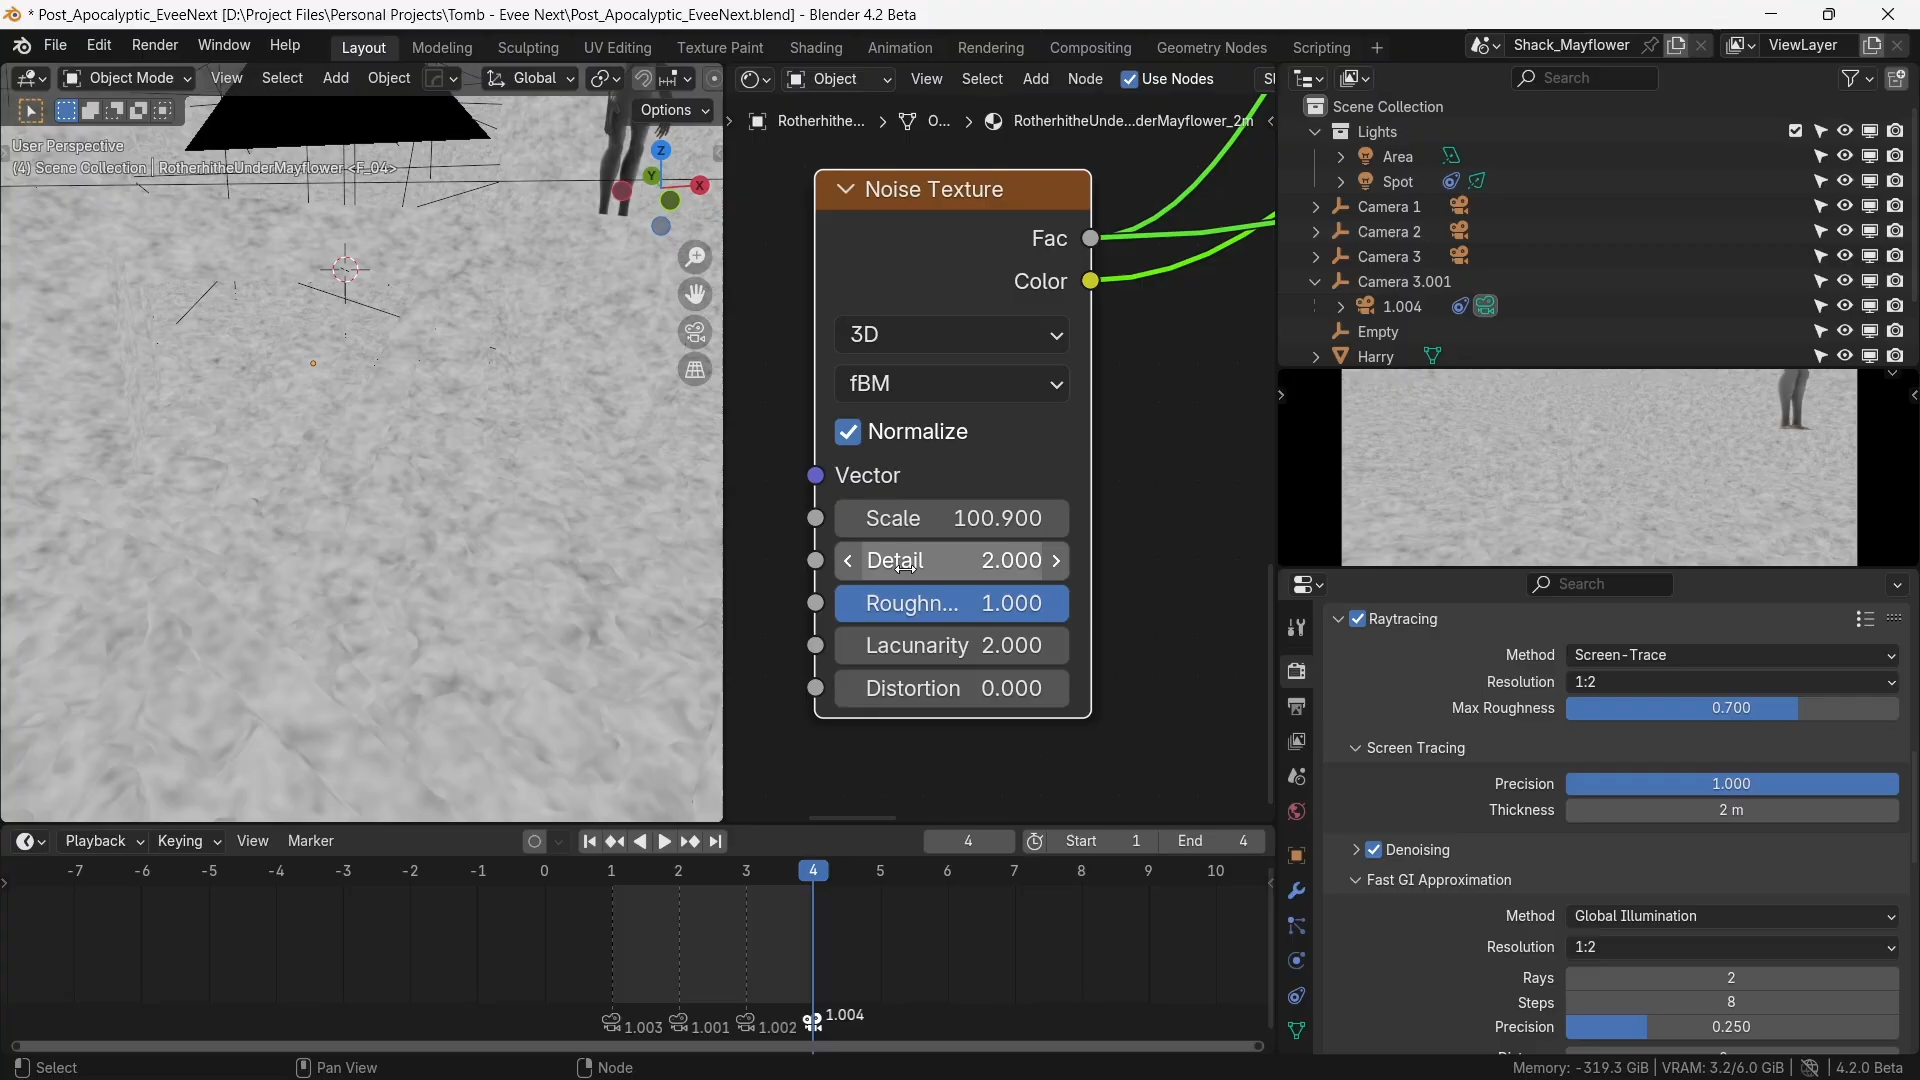 * Post_Apocalyptic_EveeNext [D:\Project Files\Personal Projects\Tomb - Evee Next\Post_Apocalyptic_EveeNext.blend] - Blender 4.2 Beta
File Edit Render Window Help Layout Modeling Sculpting UV Editing Texture Paint Shading Animation Rendering Compositing Geometry Nodes Scripting + Shack_Mayflower ViewLayer
Object Mode View Select Add Object Global
Options
User Perspective
(4) Scene Collection | RotherhitheUnderMayflower <F_04>
Z
Y
X
Object View Select Add Node Use Nodes Sl
Rotherhithe... > O... > RotherhitheUnde...derMayflower_2m
Noise Texture
Fac
Color
3D
fBM
Normalize
Vector
Scale 100.900
Detail 2.000
Roughn... 1.000
Lacunarity 2.000
Distortion 0.000
Search
Scene Collection
Lights
Area
Spot
Camera 1
Camera 2
Camera 3
Camera 3.001
1.004
Empty
Harry
Search
Raytracing
Method Screen-Trace
Resolution 1:2
Max Roughness 0.700
Screen Tracing
Precision 1.000
Thickness 2 m
Denoising
Fast GI Approximation
Method Global Illumination
Resolution 1:2
Rays 2
Steps 8
Precision 0.250
Playback Keying View Marker 4 Start 1 End 4
-7 -6 -5 -4 -3 -2 -1 0 1 2 3 4 5 6 7 8 9 10
1.003 1.001 1.002 1.004
Select Pan View Node Memory: -319.3 GiB | VRAM: 3.2/6.0 GiB | 4.2.0 Beta